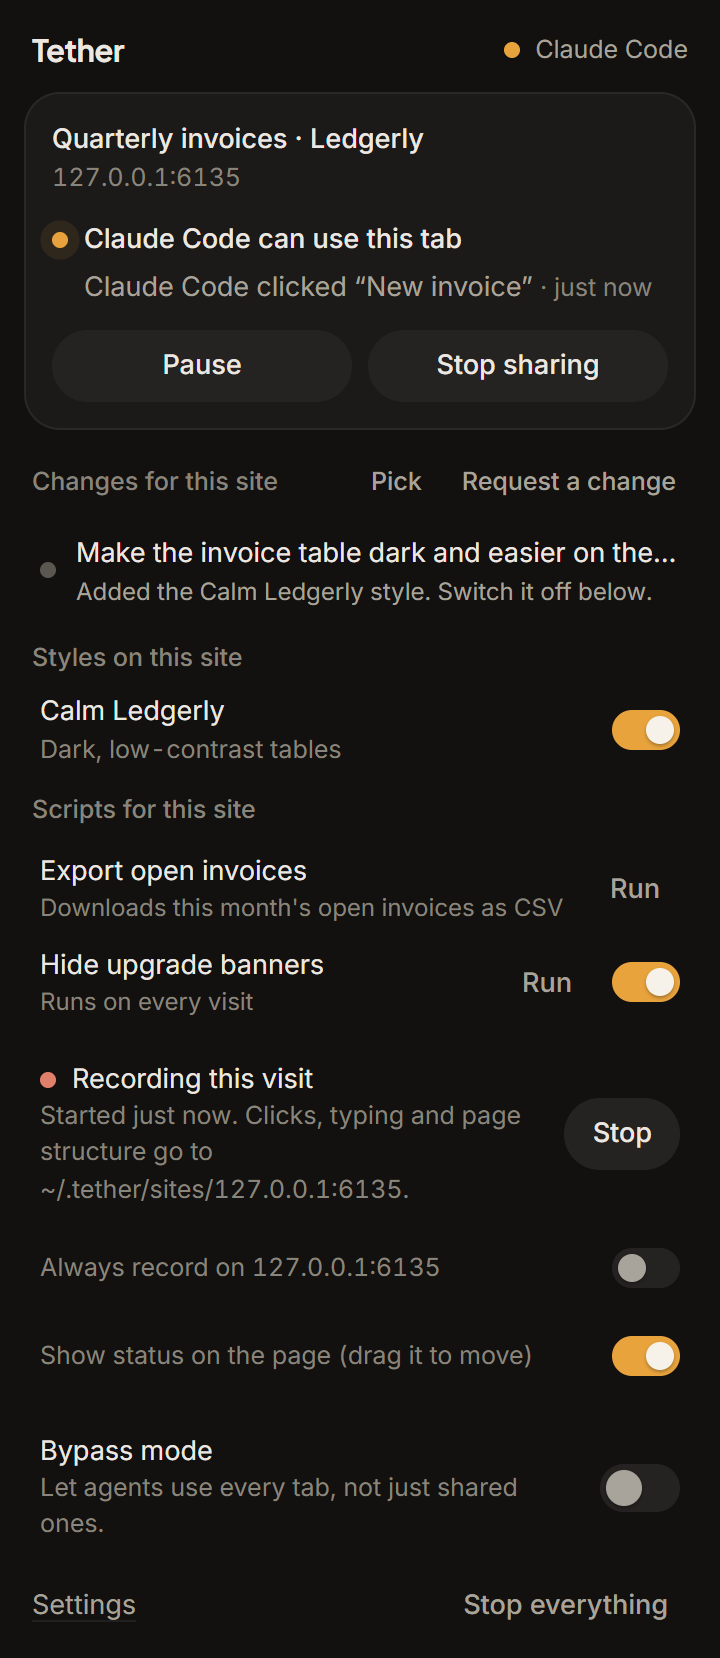 Tether
Claude Code
Quarterly invoices · Ledgerly
127.0.0.1:6135
Claude Code can use this tab
Claude Code clicked “New invoice” · just now
Pause
Stop sharing
Changes for this site
Pick
Request a change
Make the invoice table dark and easier on the...
Added the Calm Ledgerly style. Switch it off below.
Styles on this site
Calm Ledgerly
Dark, low-contrast tables
Scripts for this site
Export open invoices
Downloads this month's open invoices as CSV
Run
Hide upgrade banners
Runs on every visit
Run
Recording this visit
Started just now. Clicks, typing and page
structure go to
~/.tether/sites/127.0.0.1:6135.
Stop
Always record on 127.0.0.1:6135
Show status on the page (drag it to move)
Bypass mode
Let agents use every tab, not just shared
ones.
Settings
Stop everything